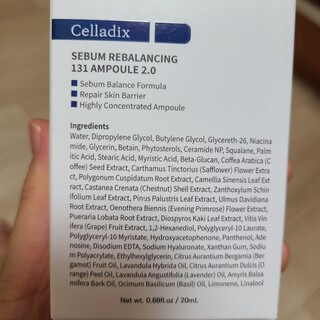 Celladix
SEBUM REBALANCING
131 AMPOULE 2.0
■ Sebum Balance Formula
■ Repair Skin Barrier
■ Highly Concentrated Ampoule
Ingredients
Water, Dipropylene Glycol, Butylene Glycol, Glycereth-26, Niacina
mide, Glycerin, Betain, Phytosterols, Ceramide NP, Squalane, Palm
itic Acid, Stearic Acid, Myristic Acid, Beta-Glucan, Coffea Arabica (C
offee) Seed Extract, Carthamus Tinctorius (Safflower) Flower Extra
ct, Polygonum Cuspidatum Root Extract, Camellia Sinensis Leaf Ext
ract, Castanea Crenata (Chestnut) Shell Extract, Zanthoxylum Schin
ifolium Leaf Extract, Pinus Palustris Leaf Extract, Ulmus Davidiana
Root Extract, Oenothera Biennis (Evening Primrose) Flower Extract,
Pueraria Lobata Root Extract, Diospyros Kaki Leaf Extract, Vitis Vin
ifera (Grape) Fruit Extract, 1,2-Hexanediol, Polyglyceryl-10 Laurate,
Polyglyceryl-10 Myristate, Hydroxyacetophenone, Panthenol, Ade
nosine, Disodium EDTA, Sodium Hyaluronate, Xanthan Gum, Sodiu
m Polyacrylate, Ethylhexylglycerin, Citrus Aurantium Bergamia (Ber
gamot) Fruit Oil, Lavandula Hybrida Oil, Citrus Aurantium Dulcis (O
range) Peel Oil, Lavandula Angustifolia (Lavender) Oil, Amyris Balsa
mifera Bark Oil, Ocimum Basilicum (Basil) Oil, Limonene, Linalool
Net wt. 0.68fl.oz/ 20mL